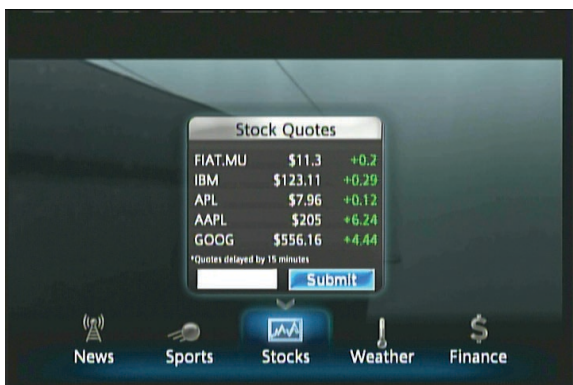 Stock Quotes
FIAT.MU $11.3 +0.2
IBM $123.11 +0.29
APL $7.96 +0.12
AAPL $205 +6.24
GOOG $556.16 +4.44
*Quotes delayed by 15 minutes
Submit
News Sports Stocks Weather Finance